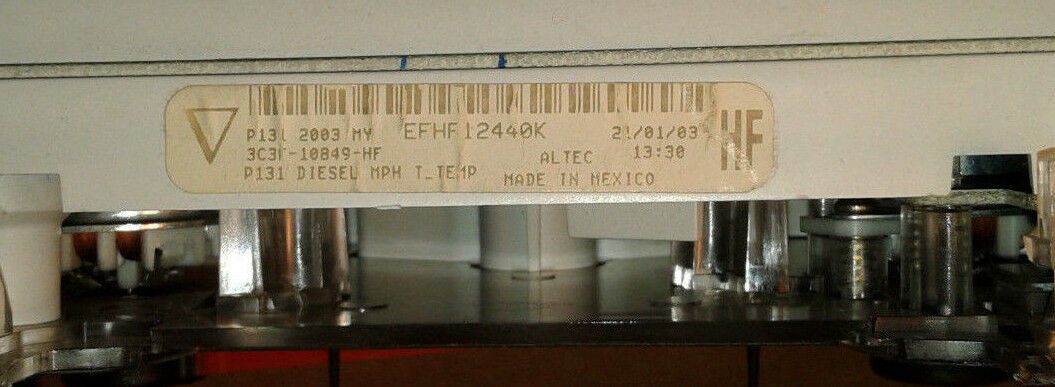 P131 2003 MY EFHF12440K 21/01/03 HF
3C3F-10849-HF ALTEC 13:30
P131 DIESEL MPH T_TEMP MADE IN MEXICO